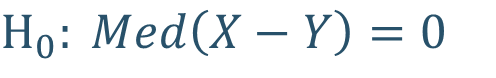 H₀: Med(X − Y) = 0